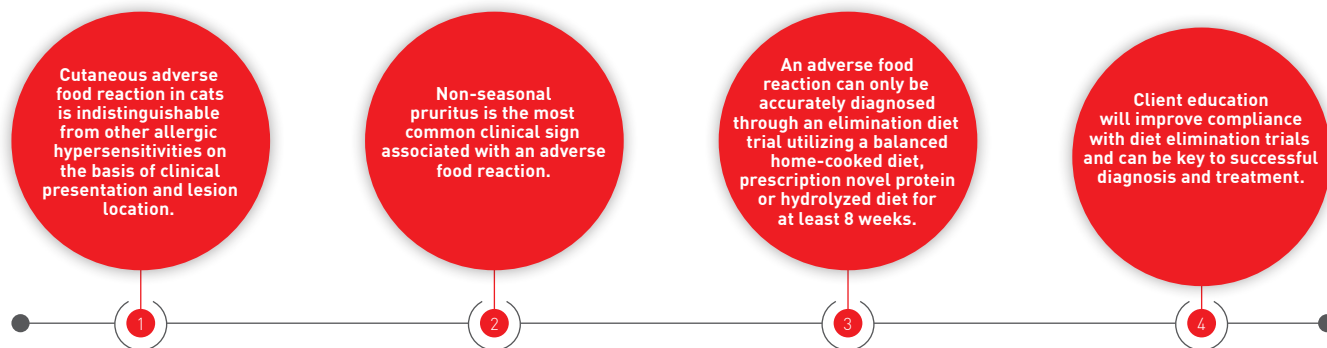 Cutaneous adverse
food reaction in cats
is indistinguishable
from other allergic
hypersensitivities on
the basis of clinical
presentation and lesion
location.
Non-seasonal
pruritus is the most
common clinical sign
associated with an adverse
food reaction.
An adverse food
reaction can only be
accurately diagnosed
through an elimination diet
trial utilizing a balanced
home-cooked diet,
prescription novel protein
or hydrolyzed diet for
at least 8 weeks.
Client education
will improve compliance
with diet elimination trials
and can be key to successful
diagnosis and treatment.
1
2
3
4